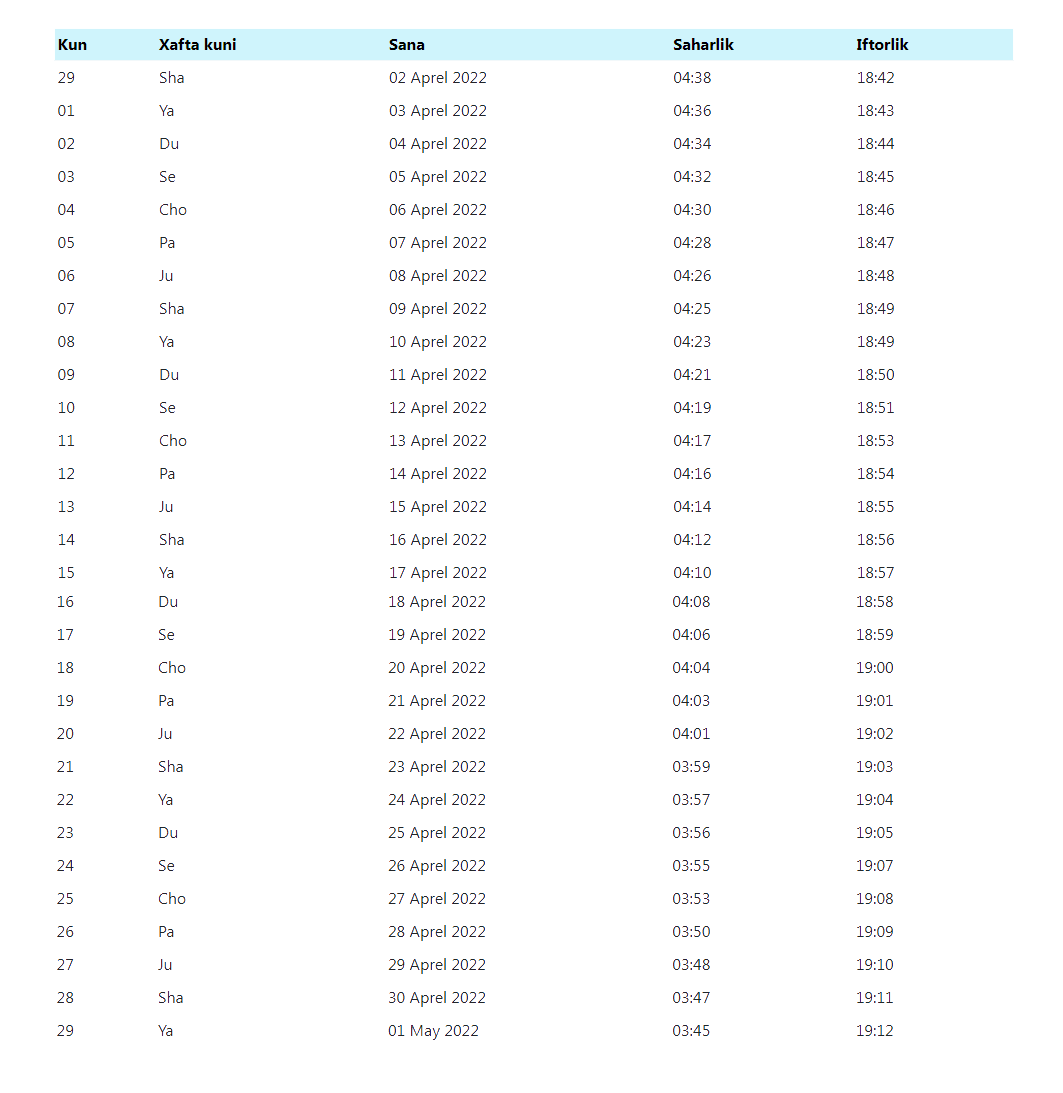 Kun Xafta kuni Sana Saharlik Iftorlik
29 Sha 02 Aprel 2022 04:38 18:42
01 Ya 03 Aprel 2022 04:36 18:43
02 Du 04 Aprel 2022 04:34 18:44
03 Se 05 Aprel 2022 04:32 18:45
04 Cho 06 Aprel 2022 04:30 18:46
05 Pa 07 Aprel 2022 04:28 18:47
06 Ju 08 Aprel 2022 04:26 18:48
07 Sha 09 Aprel 2022 04:25 18:49
08 Ya 10 Aprel 2022 04:23 18:49
09 Du 11 Aprel 2022 04:21 18:50
10 Se 12 Aprel 2022 04:19 18:51
11 Cho 13 Aprel 2022 04:17 18:53
12 Pa 14 Aprel 2022 04:16 18:54
13 Ju 15 Aprel 2022 04:14 18:55
14 Sha 16 Aprel 2022 04:12 18:56
15 Ya 17 Aprel 2022 04:10 18:57
16 Du 18 Aprel 2022 04:08 18:58
17 Se 19 Aprel 2022 04:06 18:59
18 Cho 20 Aprel 2022 04:04 19:00
19 Pa 21 Aprel 2022 04:03 19:01
20 Ju 22 Aprel 2022 04:01 19:02
21 Sha 23 Aprel 2022 03:59 19:03
22 Ya 24 Aprel 2022 03:57 19:04
23 Du 25 Aprel 2022 03:56 19:05
24 Se 26 Aprel 2022 03:55 19:07
25 Cho 27 Aprel 2022 03:53 19:08
26 Pa 28 Aprel 2022 03:50 19:09
27 Ju 29 Aprel 2022 03:48 19:10
28 Sha 30 Aprel 2022 03:47 19:11
29 Ya 01 May 2022 03:45 19:12